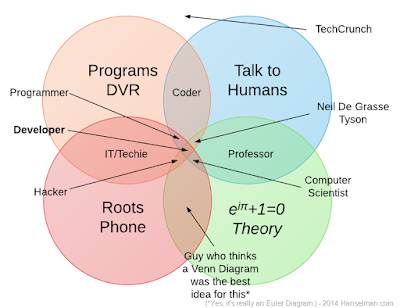 TechCrunch
Programs
DVR
Talk to
Humans
Coder
Programmer
Neil De Grasse
Tyson
Developer
IT/Techie
Professor
Hacker
Computer
Scientist
Roots
Phone
e^iπ+1=0
Theory
Guy who thinks
a Venn Diagram
was the best
idea for this*
(*Yes, it's really an Euler Diagram.) - 2014 Hanselman.com